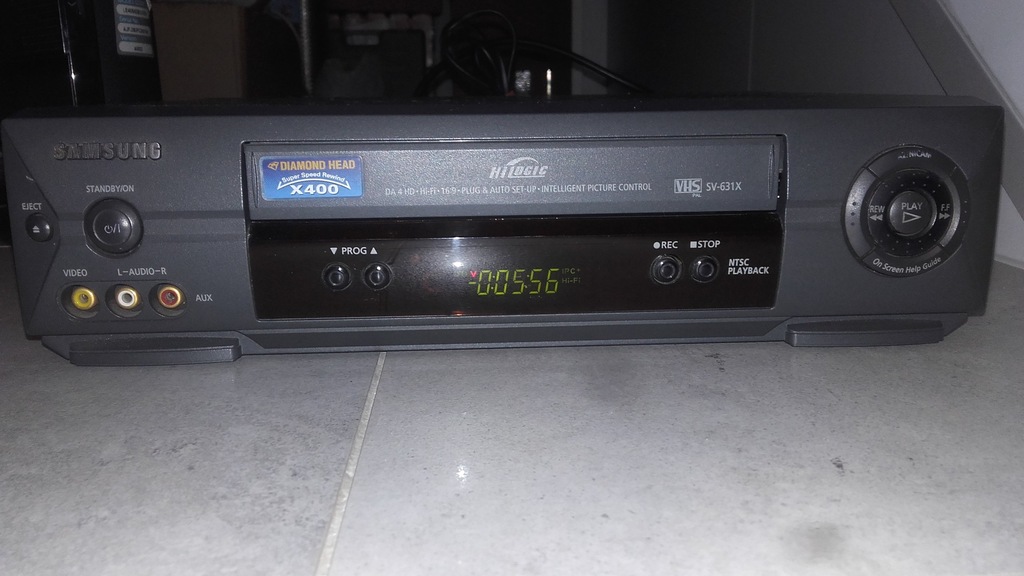 SAMSUNG
EJECT
STANDBY/ON
VIDEO L-AUDIO-R
AUX
DIAMOND HEAD
Super Speed Rewind
X400
HiLogic
DA 4 HD•Hi-Fi•16:9•PLUG & AUTO SET-UP•INTELLIGENT PICTURE CONTROL
VHS
PAL
SV-631X
▼ PROG ▲
-0:05:56
Hi-Fi
●REC ■STOP
NTSC
PLAYBACK
REW
PLAY
F.F
On-Screen Help Guide